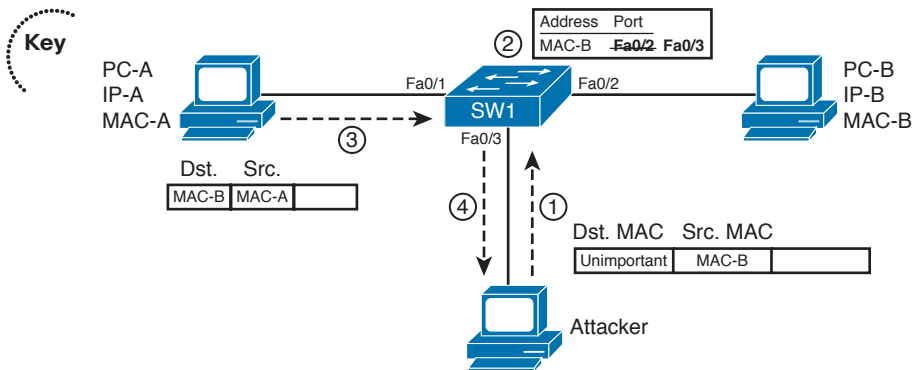 Key
Address Port
MAC-B Fa0/2 Fa0/3
2
PC-A
IP-A
MAC-A
Fa0/1
SW1
Fa0/2
Fa0/3
PC-B
IP-B
MAC-B
3
Dst. Src.
MAC-B MAC-A
4
1
Dst. MAC Src. MAC
Unimportant MAC-B
Attacker